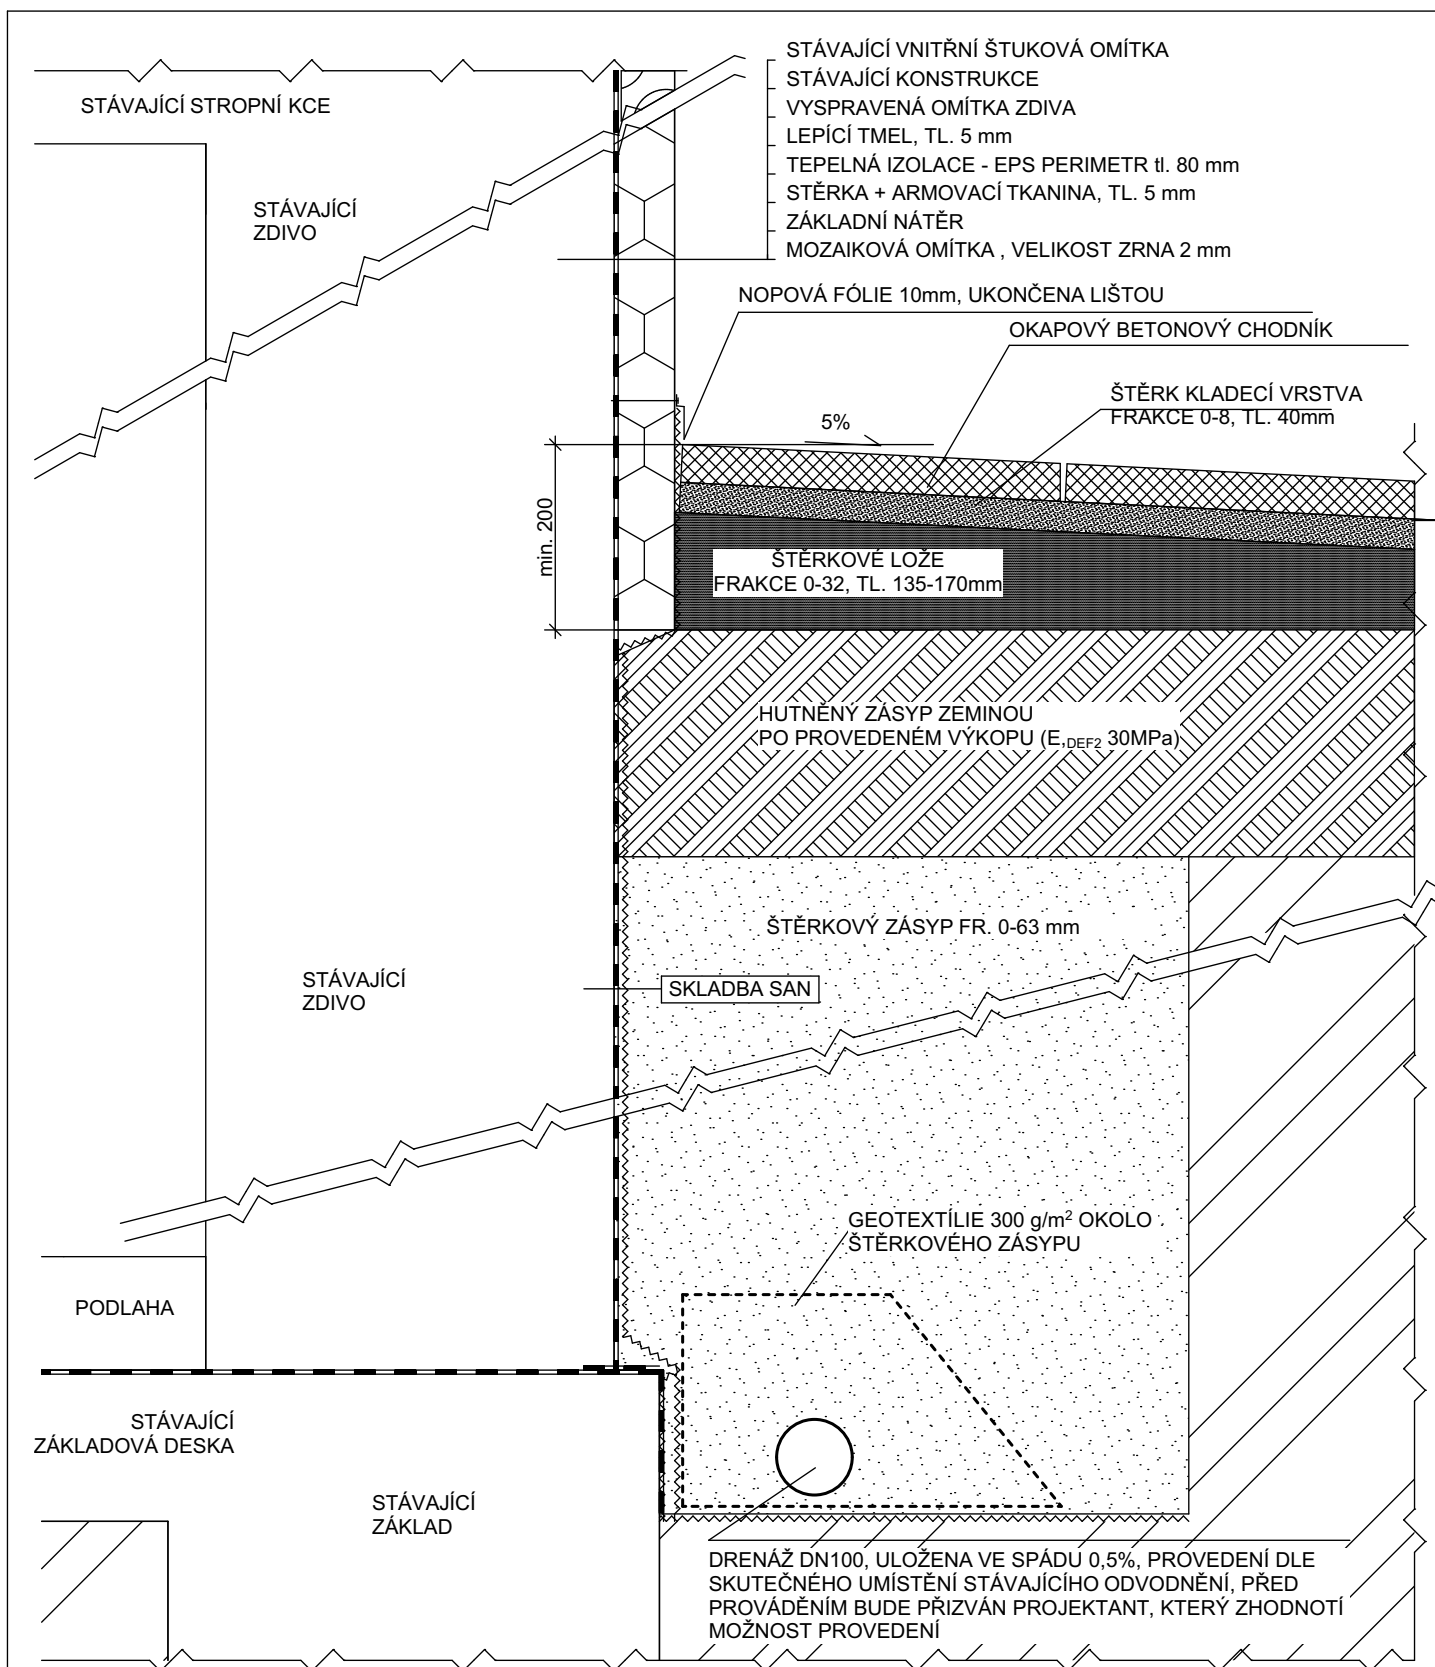 STÁVAJÍCÍ VNITŘNÍ ŠTUKOVÁ OMÍTKA
STÁVAJÍCÍ KONSTRUKCE
VYSPRAVENÁ OMÍTKA ZDIVA
LEPÍCÍ TMEL, TL. 5 mm
TEPELNÁ IZOLACE - EPS PERIMETR tl. 80 mm
STĚRKA + ARMOVACÍ TKANINA, TL. 5 mm
ZÁKLADNÍ NÁTĚR
MOZAIKOVÁ OMÍTKA , VELIKOST ZRNA 2 mm
STÁVAJÍCÍ STROPNÍ KCE
STÁVAJÍCÍ
ZDIVO
NOPOVÁ FÓLIE 10mm, UKONČENA LIŠTOU
OKAPOVÝ BETONOVÝ CHODNÍK
ŠTĚRK KLADECÍ VRSTVA
FRAKCE 0-8, TL. 40mm
5%
min. 200
ŠTĚRKOVÉ LOŽE
FRAKCE 0-32, TL. 135-170mm
HUTNĚNÝ ZÁSYP ZEMINOU
PO PROVEDENÉM VÝKOPU (E,DEF2 30MPa)
ŠTĚRKOVÝ ZÁSYP FR. 0-63 mm
STÁVAJÍCÍ
ZDIVO
SKLADBA SAN
GEOTEXTÍLIE 300 g/m² OKOLO
ŠTĚRKOVÉHO ZÁSYPU
PODLAHA
STÁVAJÍCÍ
ZÁKLADOVÁ DESKA
STÁVAJÍCÍ
ZÁKLAD
DRENÁŽ DN100, ULOŽENA VE SPÁDU 0,5%, PROVEDENÍ DLE
SKUTEČNÉHO UMÍSTĚNÍ STÁVAJÍCÍHO ODVODNĚNÍ, PŘED
PROVÁDĚNÍM BUDE PŘIZVÁN PROJEKTANT, KTERÝ ZHODNOTÍ
MOŽNOST PROVEDENÍ